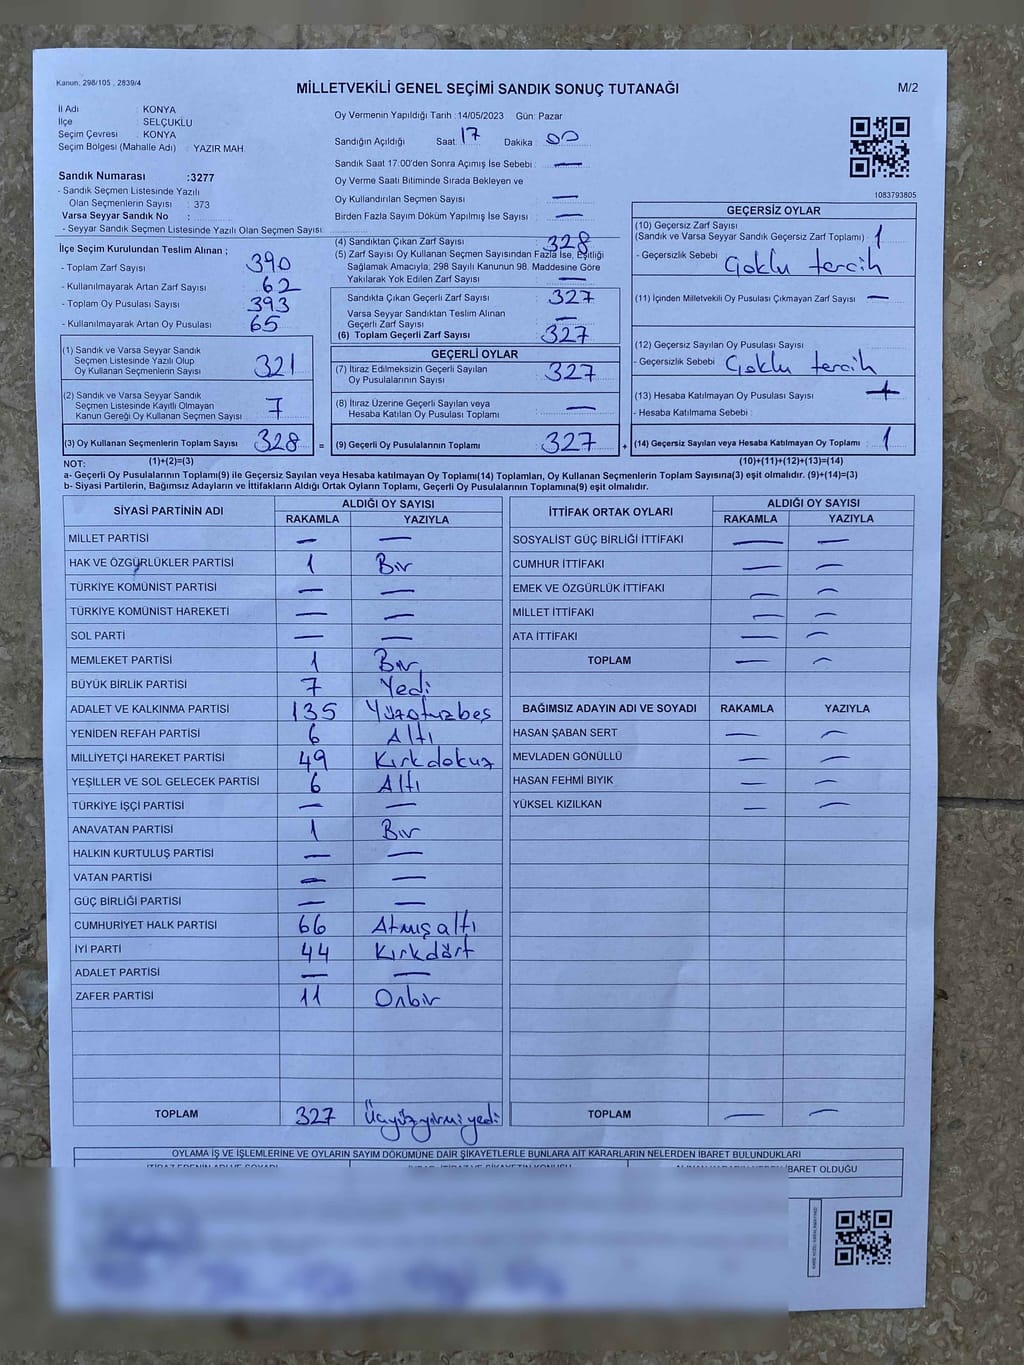 Kanun, 298/105 , 2839/4
MİLLETVEKİLİ GENEL SEÇİMİ SANDIK SONUÇ TUTANAĞI
M/2
İl Adı : KONYA
İlçe : SELÇUKLU
Seçim Çevresi : KONYA
Seçim Bölgesi (Mahalle Adı) : YAZIR MAH.
Sandık Numarası :3277
- Sandık Seçmen Listesinde Yazılı
Olan Seçmenlerin Sayısı : 373
Varsa Seyyar Sandık No :
- Seyyar Sandık Seçmen Listesinde Yazılı Olan Seçmen Sayısı:
Oy Vermenin Yapıldığı Tarih :14/05/2023 Gün: Pazar
Sandığın Açıldığı Saat: 17 Dakika : 00
Sandık Saat 17:00'den Sonra Açımış İse Sebebi : —
Oy Verme Saati Bitiminde Sırada Bekleyen ve
Oy Kullandırılan Seçmen Sayısı : —
Birden Fazla Sayım Döküm Yapılmış İse Sayısı : —
1083793805
İlçe Seçim Kurulundan Teslim Alınan ;
- Toplam Zarf Sayısı : 390
- Kullanılmayarak Artan Zarf Sayısı : 62
- Toplam Oy Pusulası Sayısı : 393
- Kullanılmayarak Artan Oy Pusulası : 65
(1) Sandık ve Varsa Seyyar Sandık
Seçmen Listesinde Yazılı Olup
Oy Kullanan Seçmenlerin Sayısı : 321
(2) Sandık ve Varsa Seyyar Sandık
Seçmen Listesinde Kayıtlı Olmayan
Kanun Gereği Oy Kullanan Seçmen Sayısı : 7
(3) Oy Kullanan Seçmenlerin Toplam Sayısı : 328 =
(1)+(2)=(3)
(4) Sandıktan Çıkan Zarf Sayısı : 328
(5) Zarf Sayısı Oy Kullanan Seçmen Sayısından Fazla İse, Eşitliği
Sağlamak Amacıyla; 298 Sayılı Kanunun 98. Maddesine Göre
Yakılarak Yok Edilen Zarf Sayısı : —
Sandıkta Çıkan Geçerli Zarf Sayısı : 327
Varsa Seyyar Sandıktan Teslim Alınan
Geçerli Zarf Sayısı : —
(6) Toplam Geçerli Zarf Sayısı : 327
GEÇERLİ OYLAR
(7) İtiraz Edilmeksizin Geçerli Sayılan
Oy Pusulalarının Sayısı : 327
(8) İtiraz Üzerine Geçerli Sayılan veya
Hesaba Katılan Oy Pusulası Toplamı : —
(9) Geçerli Oy Pusulalarının Toplamı : 327 +
GEÇERSİZ OYLAR
(10) Geçersiz Zarf Sayısı
(Sandık ve Varsa Seyyar Sandık Geçersiz Zarf Toplamı) : 1
- Geçersizlik Sebebi : Çoklu tercih
(11) İçinden Milletvekili Oy Pusulası Çıkmayan Zarf Sayısı : —
(12) Geçersiz Sayılan Oy Pusulası Sayısı :
- Geçersizlik Sebebi : Çoklu tercih
(13) Hesaba Katılmayan Oy Pusulası Sayısı :
- Hesaba Katılmama Sebebi :
(14) Geçersiz Sayılan veya Hesaba Katılmayan Oy Toplamı : 1
(10)+(11)+(12)+(13)=(14)
NOT:
a- Geçerli Oy Pusulalarının Toplamı(9) ile Geçersiz Sayılan veya Hesaba katılmayan Oy Toplamı(14) Toplamları, Oy Kullanan Seçmenlerin Toplam Sayısına(3) eşit olmalıdır. (9)+(14)=(3)
b- Siyasi Partilerin, Bağımsız Adayların ve İttifakların Aldığı Ortak Oyların Toplamı, Geçerli Oy Pusulalarının Toplamına(9) eşit olmalıdır.
SİYASİ PARTİNİN ADI ALDIĞI OY SAYISI
RAKAMLA YAZIYLA
MİLLET PARTİSİ — —
HAK VE ÖZGÜRLÜKLER PARTİSİ 1 Bir
TÜRKİYE KOMÜNİST PARTİSİ — —
TÜRKİYE KOMÜNİST HAREKETİ — —
SOL PARTİ — —
MEMLEKET PARTİSİ 1 Bir
BÜYÜK BİRLİK PARTİSİ 7 Yedi
ADALET VE KALKINMA PARTİSİ 135 Yüzotuzbeş
YENİDEN REFAH PARTİSİ 6 Altı
MİLLİYETÇİ HAREKET PARTİSİ 49 Kırkdokuz
YEŞİLLER VE SOL GELECEK PARTİSİ 6 Altı
TÜRKİYE İŞÇİ PARTİSİ — —
ANAVATAN PARTİSİ 1 Bir
HALKIN KURTULUŞ PARTİSİ — —
VATAN PARTİSİ — —
GÜÇ BİRLİĞİ PARTİSİ — —
CUMHURİYET HALK PARTİSİ 66 Atmışaltı
İYİ PARTİ 44 Kırkdört
ADALET PARTİSİ — —
ZAFER PARTİSİ 11 Onbir
TOPLAM 327 Üçyüzyirmiyedi
İTTİFAK ORTAK OYLARI ALDIĞI OY SAYISI
RAKAMLA YAZIYLA
SOSYALİST GÜÇ BİRLİĞİ İTTİFAKI — —
CUMHUR İTTİFAKI — —
EMEK VE ÖZGÜRLÜK İTTİFAKI — —
MİLLET İTTİFAKI — —
ATA İTTİFAKI — —
TOPLAM — —
BAĞIMSIZ ADAYIN ADI VE SOYADI RAKAMLA YAZIYLA
HASAN ŞABAN SERT — —
MEVLADEN GÖNÜLLÜ — —
HASAN FEHMİ BIYIK — —
YÜKSEL KIZILKAN — —
TOPLAM — —
OYLAMA İŞ VE İŞLEMLERİNE VE OYLARIN SAYIM DÖKÜMÜNE DAİR ŞİKAYETLERLE BUNLARA AİT KARARLARIN NELERDEN İBARET BULUNDUKLARI
İBARET OLDUĞU